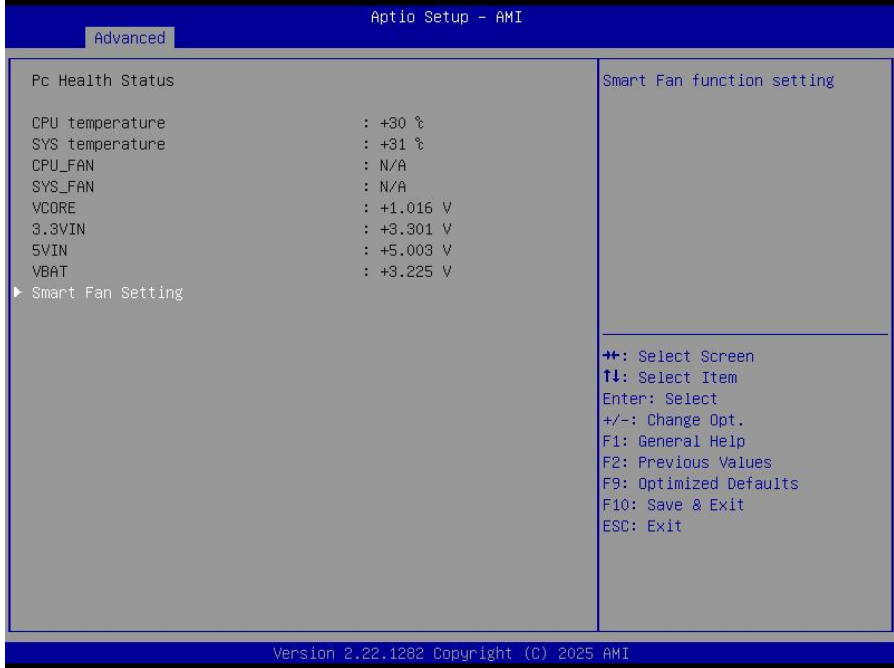 Aptio Setup – AMI
Advanced
Pc Health Status
CPU temperature : +30 ℃
SYS temperature : +31 ℃
CPU_FAN : N/A
SYS_FAN : N/A
VCORE : +1.016 V
3.3VIN : +3.301 V
5VIN : +5.003 V
VBAT : +3.225 V
▶ Smart Fan Setting
Smart Fan function setting
→←: Select Screen
↑↓: Select Item
Enter: Select
+/-: Change Opt.
F1: General Help
F2: Previous Values
F9: Optimized Defaults
F10: Save & Exit
ESC: Exit
Version 2.22.1282 Copyright (C) 2025 AMI